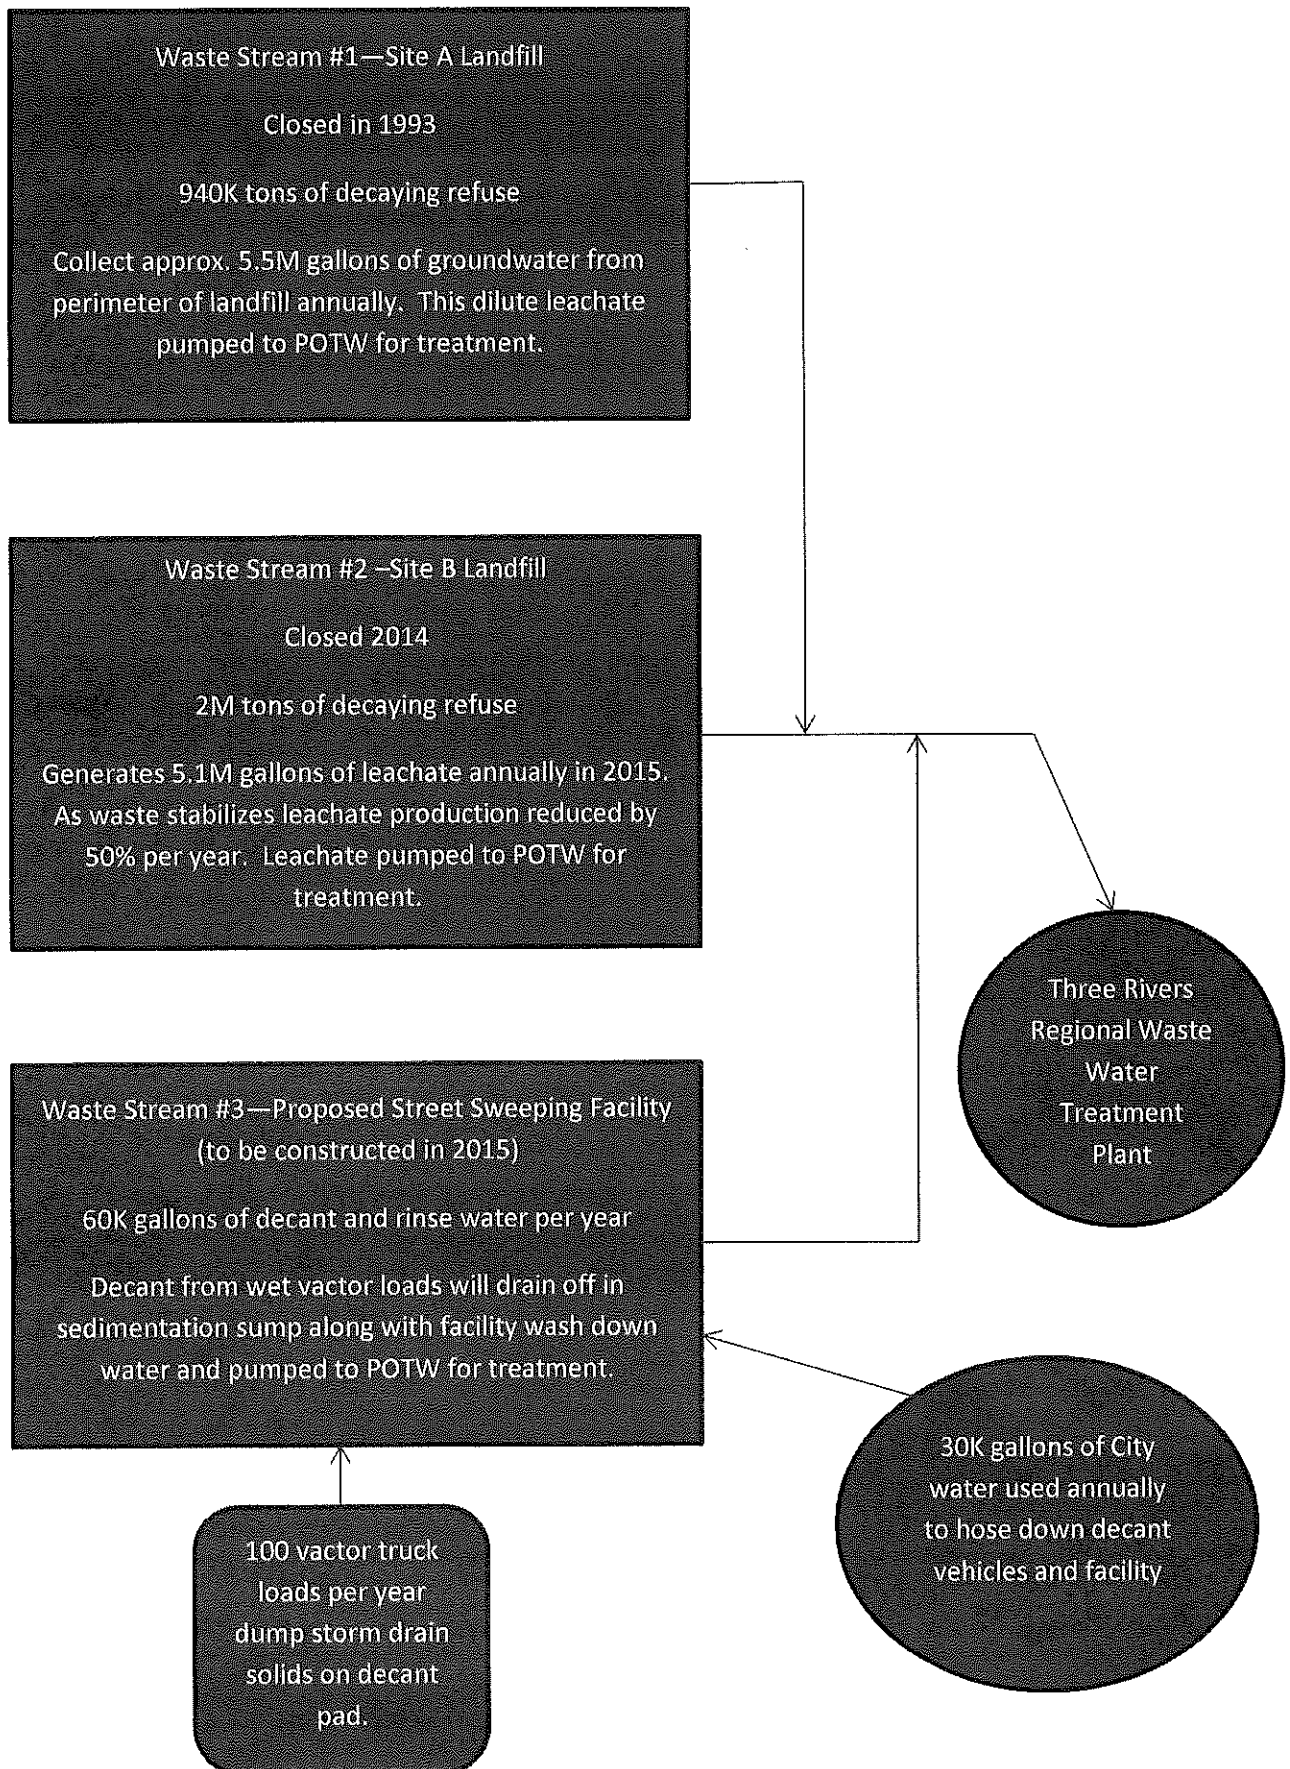 Waste Stream #1—Site A Landfill
Closed in 1993
940K tons of decaying refuse
Collect approx. 5.5M gallons of groundwater from
perimeter of landfill annually.  This dilute leachate
pumped to POTW for treatment.
Waste Stream #2 –Site B Landfill
Closed 2014
2M tons of decaying refuse
Generates 5.1M gallons of leachate annually in 2015.
As waste stabilizes leachate production reduced by
50% per year.  Leachate pumped to POTW for
treatment.
Three Rivers
Regional Waste
Water
Treatment
Plant
Waste Stream #3—Proposed Street Sweeping Facility
(to be constructed in 2015)
60K gallons of decant and rinse water per year
Decant from wet vactor loads will drain off in
sedimentation sump along with facility wash down
water and pumped to POTW for treatment.
30K gallons of City
water used annually
to hose down decant
vehicles and facility
100 vactor truck
loads per year
dump storm drain
solids on decant
pad.